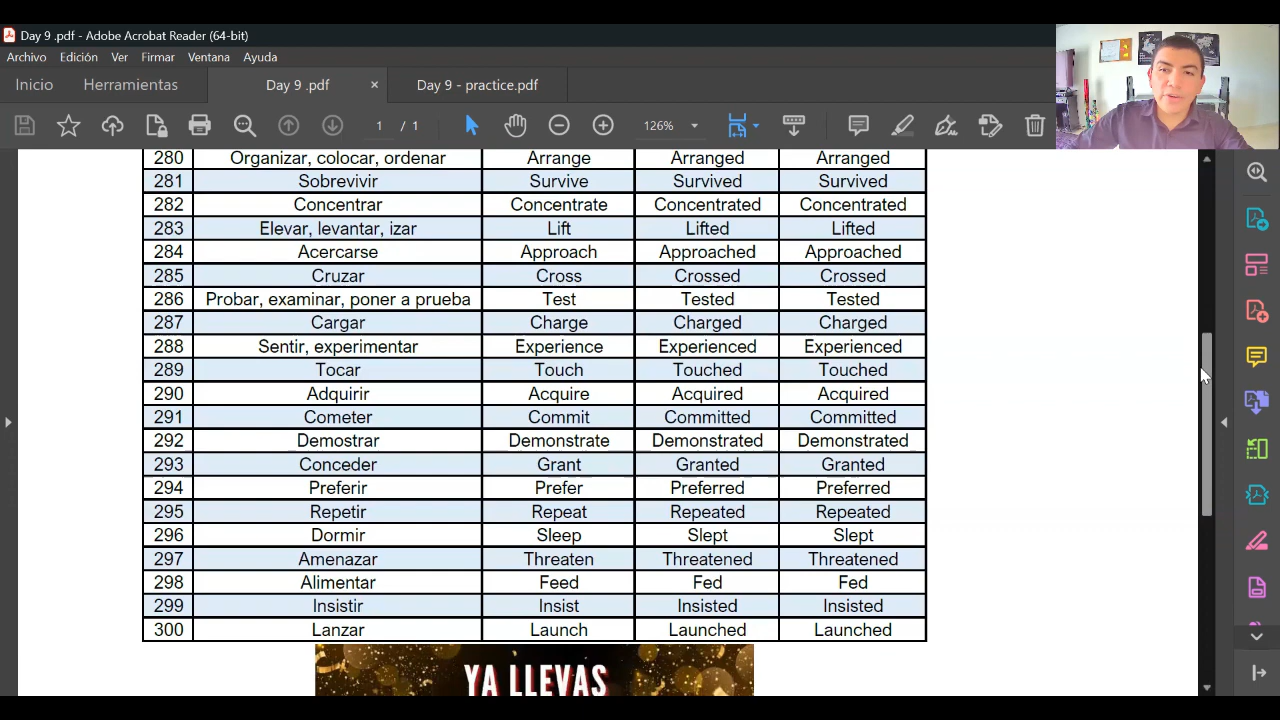 Day 9 .pdf - Adobe Acrobat Reader (64-bit)
Archivo Edición Ver Firmar Ventana Ayuda
Inicio Herramientas Day 9 .pdf × Day 9 - practice.pdf
1 / 1 126%
280 Organizar, colocar, ordenar Arrange Arranged Arranged
281 Sobrevivir Survive Survived Survived
282 Concentrar Concentrate Concentrated Concentrated
283 Elevar, levantar, izar Lift Lifted Lifted
284 Acercarse Approach Approached Approached
285 Cruzar Cross Crossed Crossed
286 Probar, examinar, poner a prueba Test Tested Tested
287 Cargar Charge Charged Charged
288 Sentir, experimentar Experience Experienced Experienced
289 Tocar Touch Touched Touched
290 Adquirir Acquire Acquired Acquired
291 Cometer Commit Committed Committed
292 Demostrar Demonstrate Demonstrated Demonstrated
293 Conceder Grant Granted Granted
294 Preferir Prefer Preferred Preferred
295 Repetir Repeat Repeated Repeated
296 Dormir Sleep Slept Slept
297 Amenazar Threaten Threatened Threatened
298 Alimentar Feed Fed Fed
299 Insistir Insist Insisted Insisted
300 Lanzar Launch Launched Launched
YA LLEVAS